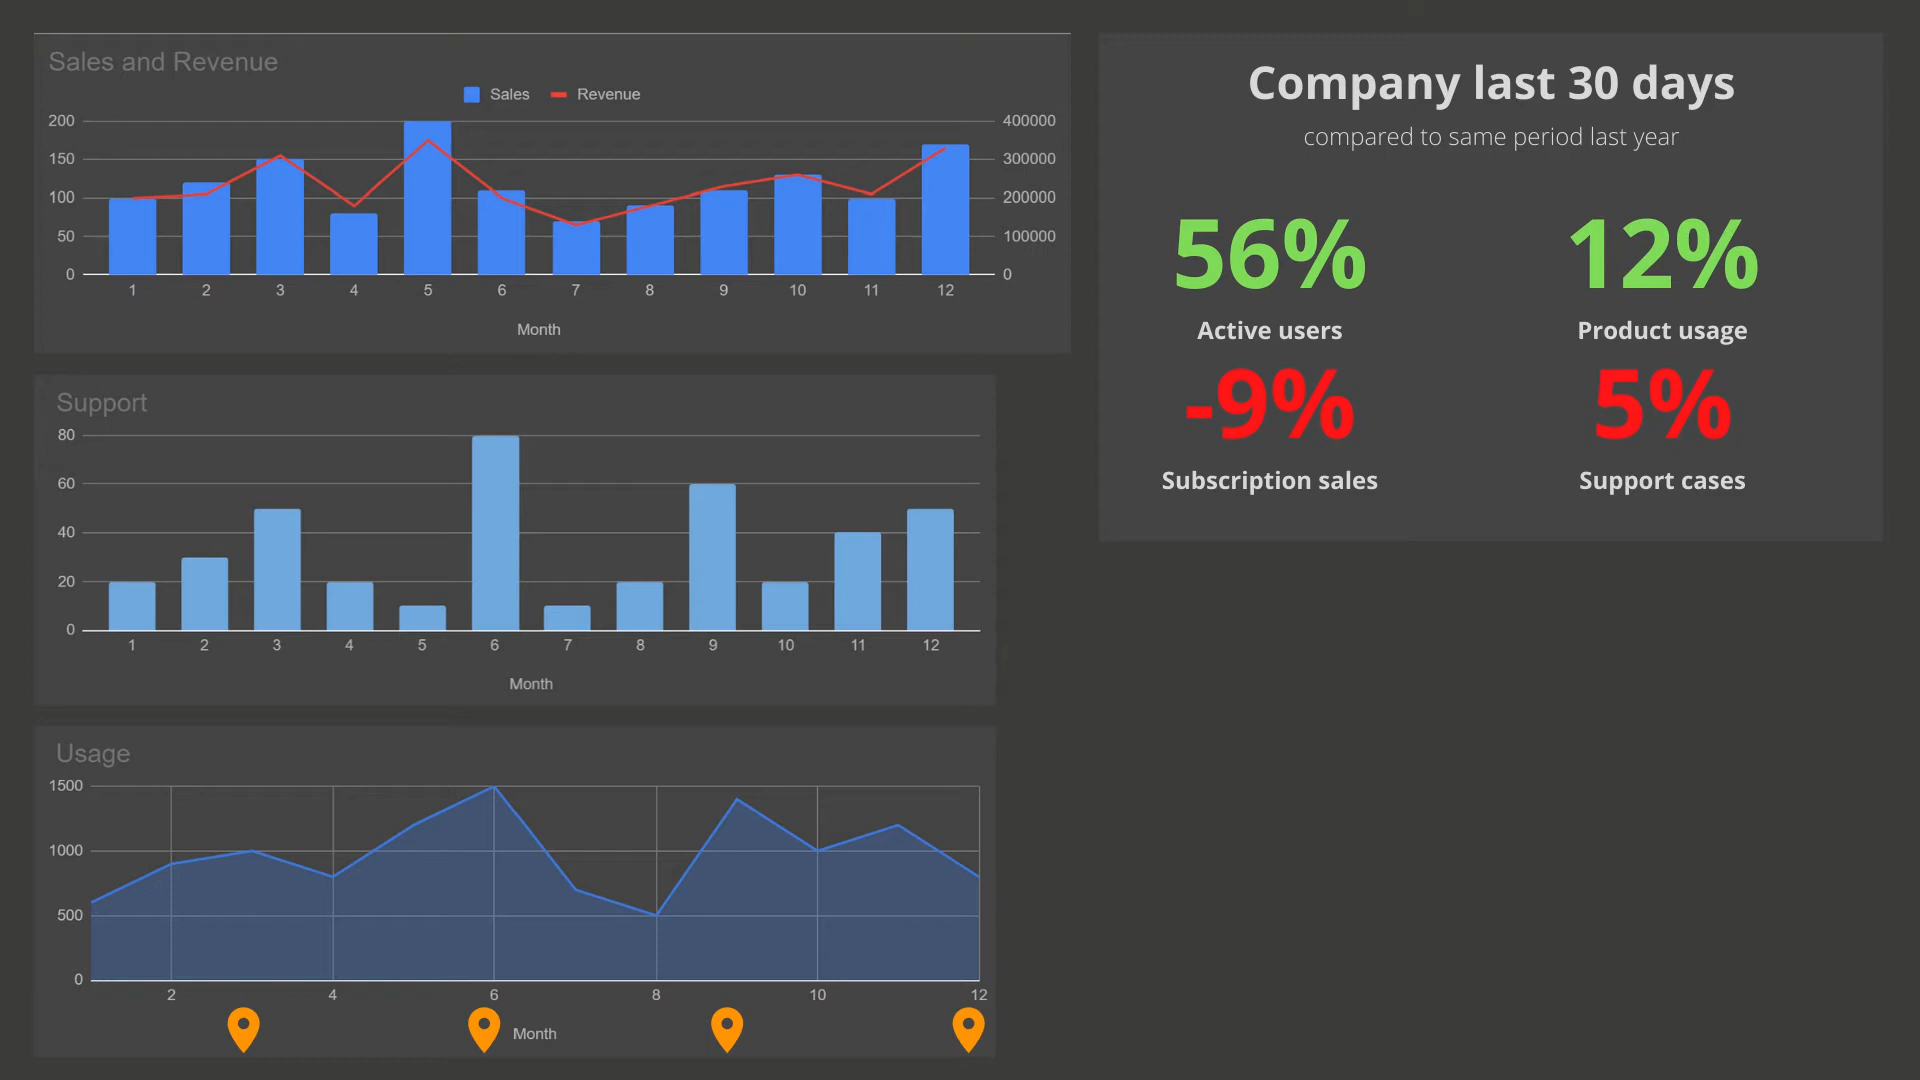 Sales and Revenue
Sales Revenue
200 400000
150 300000
100 200000
50 100000
0 0
1 2 3 4 5 6 7 8 9 10 11 12
Month
Support
80
60
40
20
0
1 2 3 4 5 6 7 8 9 10 11 12
Month
Usage
1500
1000
500
0
2 4 6 8 10 12
Month
Company last 30 days
compared to same period last year
56% 12%
Active users Product usage
-9% 5%
Subscription sales Support cases